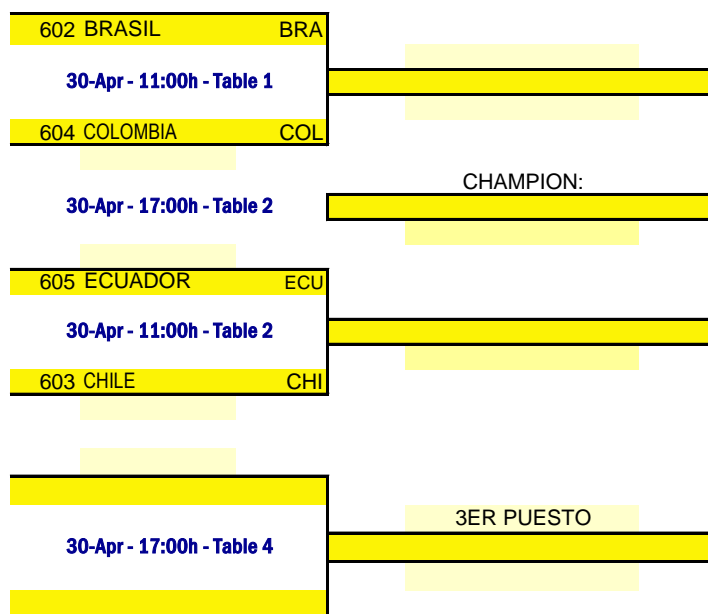 602 BRASIL BRA
30-Apr - 11:00h - Table 1
604 COLOMBIA COL
CHAMPION:
30-Apr - 17:00h - Table 2
605 ECUADOR ECU
30-Apr - 11:00h - Table 2
603 CHILE CHI
3ER PUESTO
30-Apr - 17:00h - Table 4